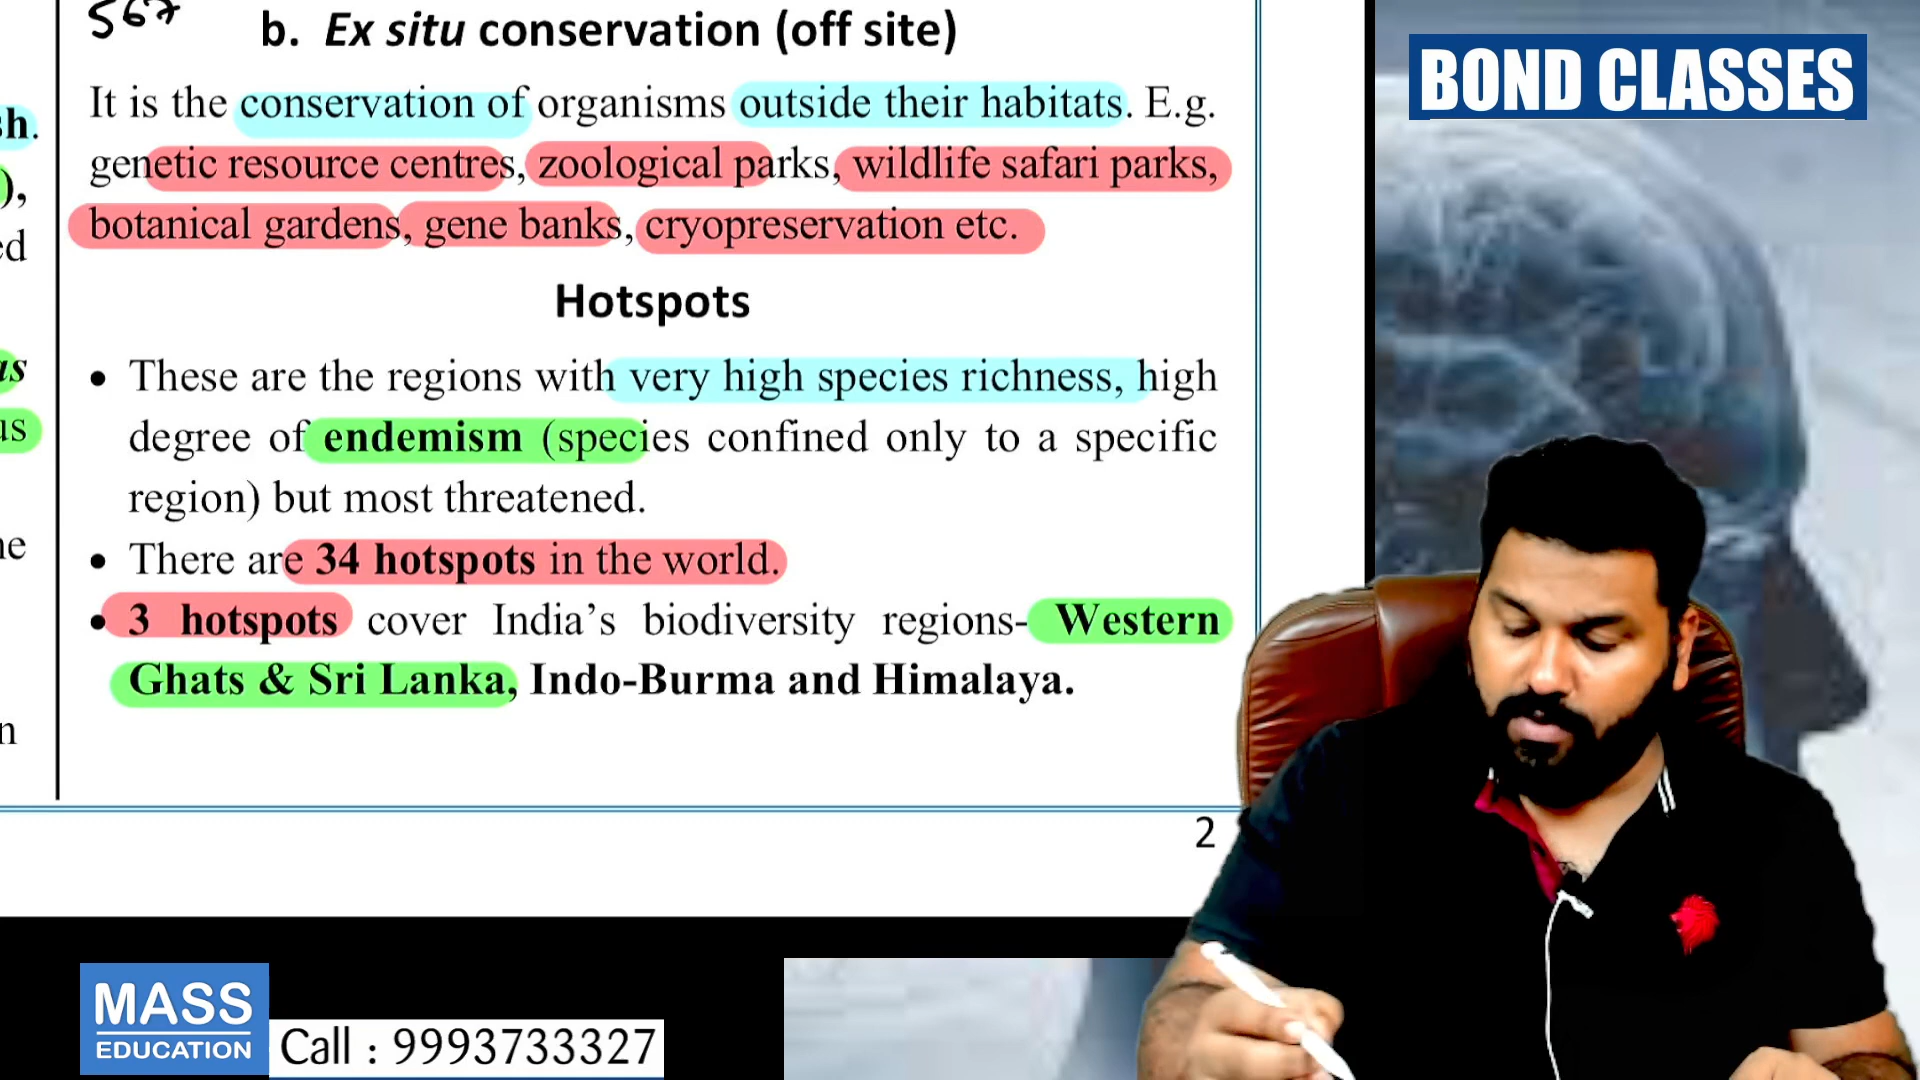 567
b. Ex situ conservation (off site)
It is the conservation of organisms outside their habitats. E.g.
genetic resource centres, zoological parks, wildlife safari parks,
botanical gardens, gene banks, cryopreservation etc.
Hotspots
• These are the regions with very high species richness, high
degree of endemism (species confined only to a specific
region) but most threatened.
• There are 34 hotspots in the world.
• 3 hotspots cover India’s biodiversity regions- Western
Ghats & Sri Lanka, Indo-Burma and Himalaya.
2
BOND CLASSES
MASS
EDUCATION
Call : 9993733327